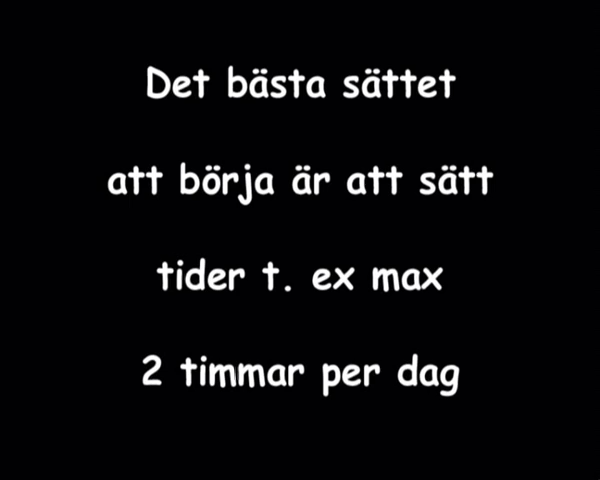 Det bästa sättet
att börja är att sätt
tider t. ex max
2 timmar per dag